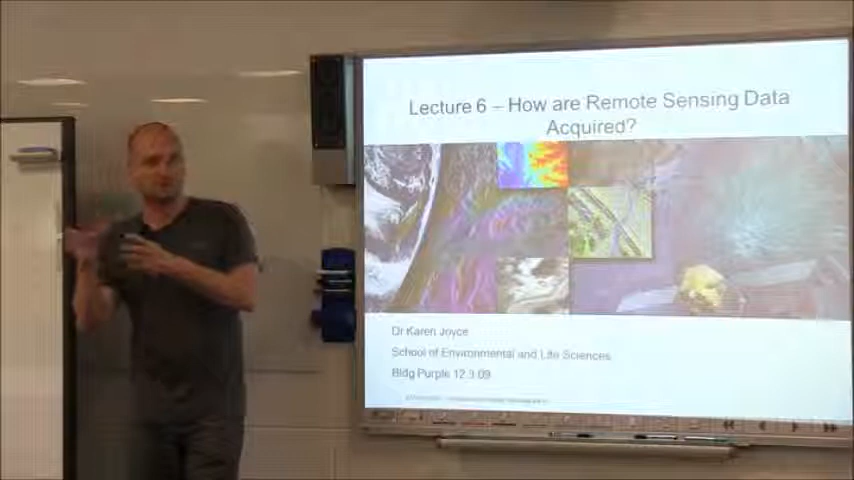 Lecture 6 – How are Remote Sensing Data
Acquired?
Dr Karen Joyce
School of Environmental and Life Sciences
Bldg Purple 12.3.09